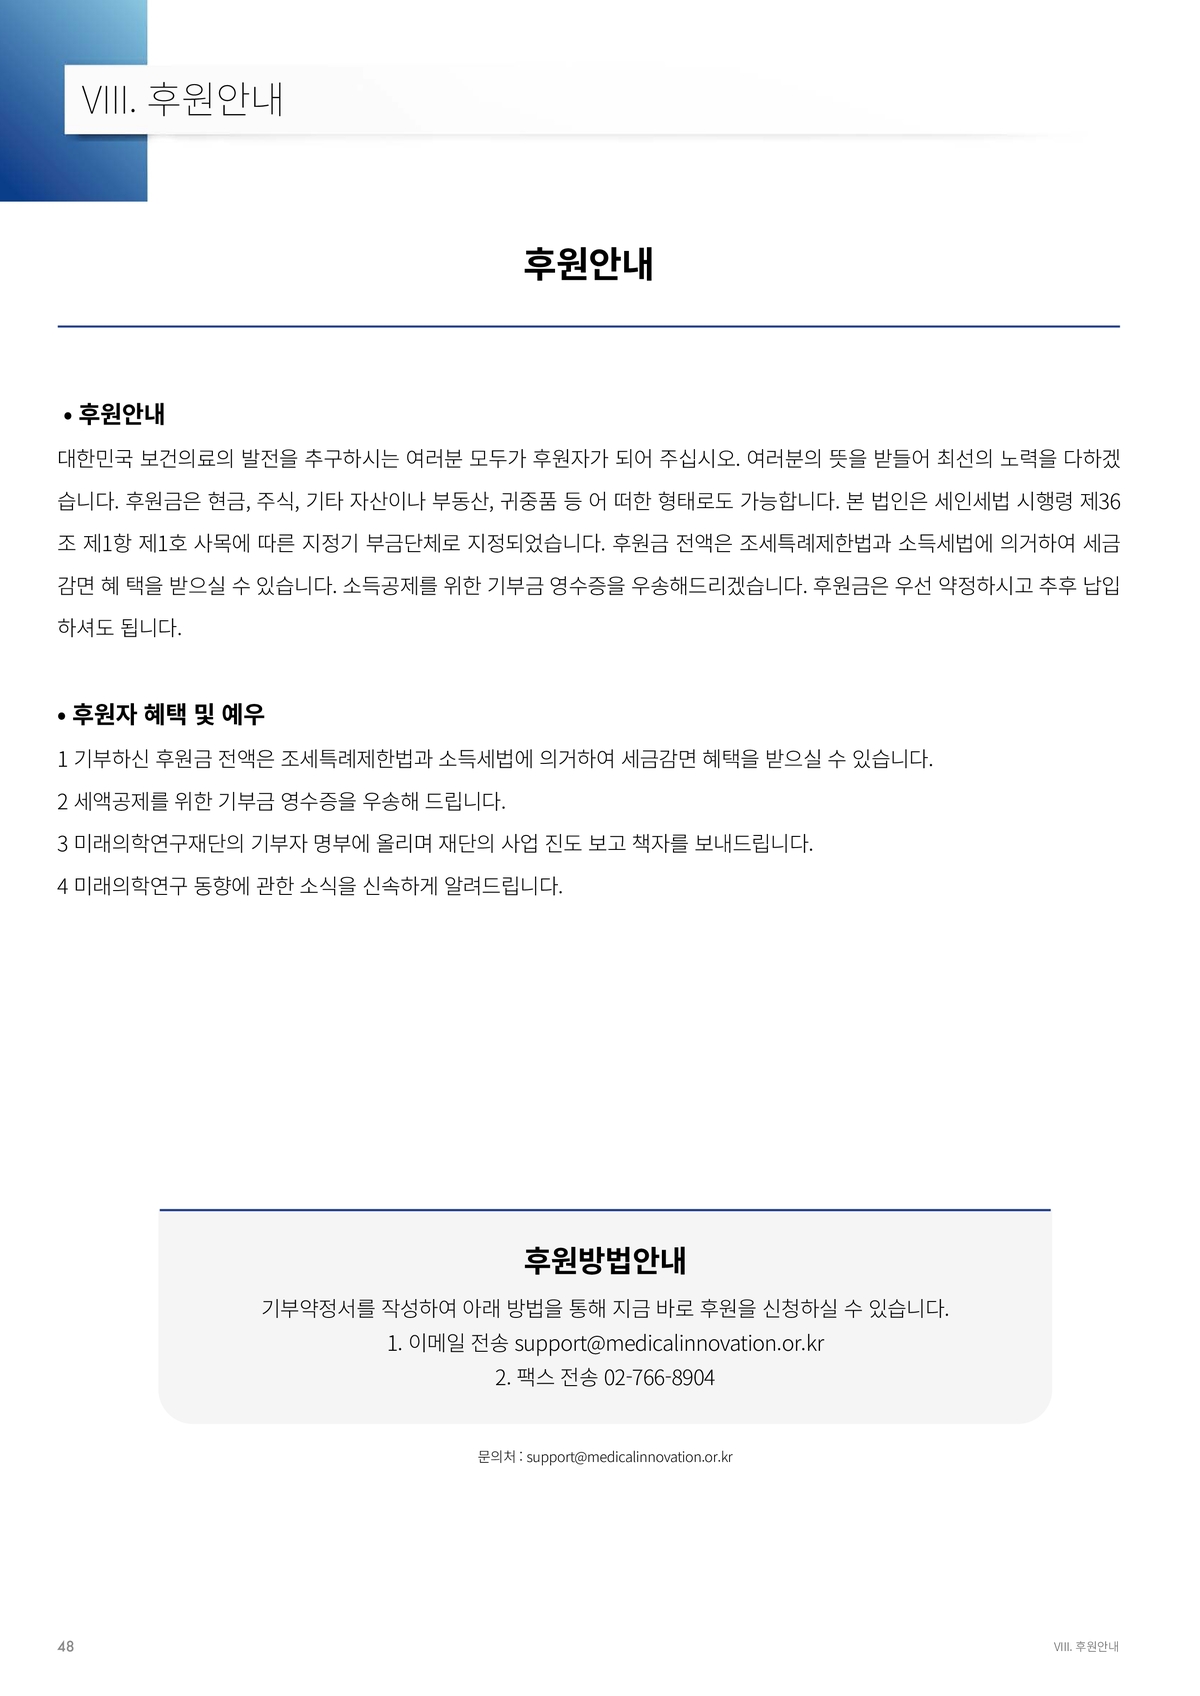 VIII. 후원안내
후원안내
• 후원안내
대한민국 보건의료의 발전을 추구하시는 여러분 모두가 후원자가 되어 주십시오. 여러분의 뜻을 받들어 최선의 노력을 다하겠
습니다. 후원금은 현금, 주식, 기타 자산이나 부동산, 귀중품 등 어 떠한 형태로도 가능합니다. 본 법인은 세인세법 시행령 제36
조 제1항 제1호 사목에 따른 지정기 부금단체로 지정되었습니다. 후원금 전액은 조세특례제한법과 소득세법에 의거하여 세금
감면 혜 택을 받으실 수 있습니다. 소득공제를 위한 기부금 영수증을 우송해드리겠습니다. 후원금은 우선 약정하시고 추후 납입
하셔도 됩니다.
• 후원자 혜택 및 예우
1 기부하신 후원금 전액은 조세특례제한법과 소득세법에 의거하여 세금감면 혜택을 받으실 수 있습니다.
2 세액공제를 위한 기부금 영수증을 우송해 드립니다.
3 미래의학연구재단의 기부자 명부에 올리며 재단의 사업 진도 보고 책자를 보내드립니다.
4 미래의학연구 동향에 관한 소식을 신속하게 알려드립니다.
후원방법안내
기부약정서를 작성하여 아래 방법을 통해 지금 바로 후원을 신청하실 수 있습니다.
1. 이메일 전송 support@medicalinnovation.or.kr
2. 팩스 전송 02-766-8904
문의처 : support@medicalinnovation.or.kr
48
VIII. 후원안내